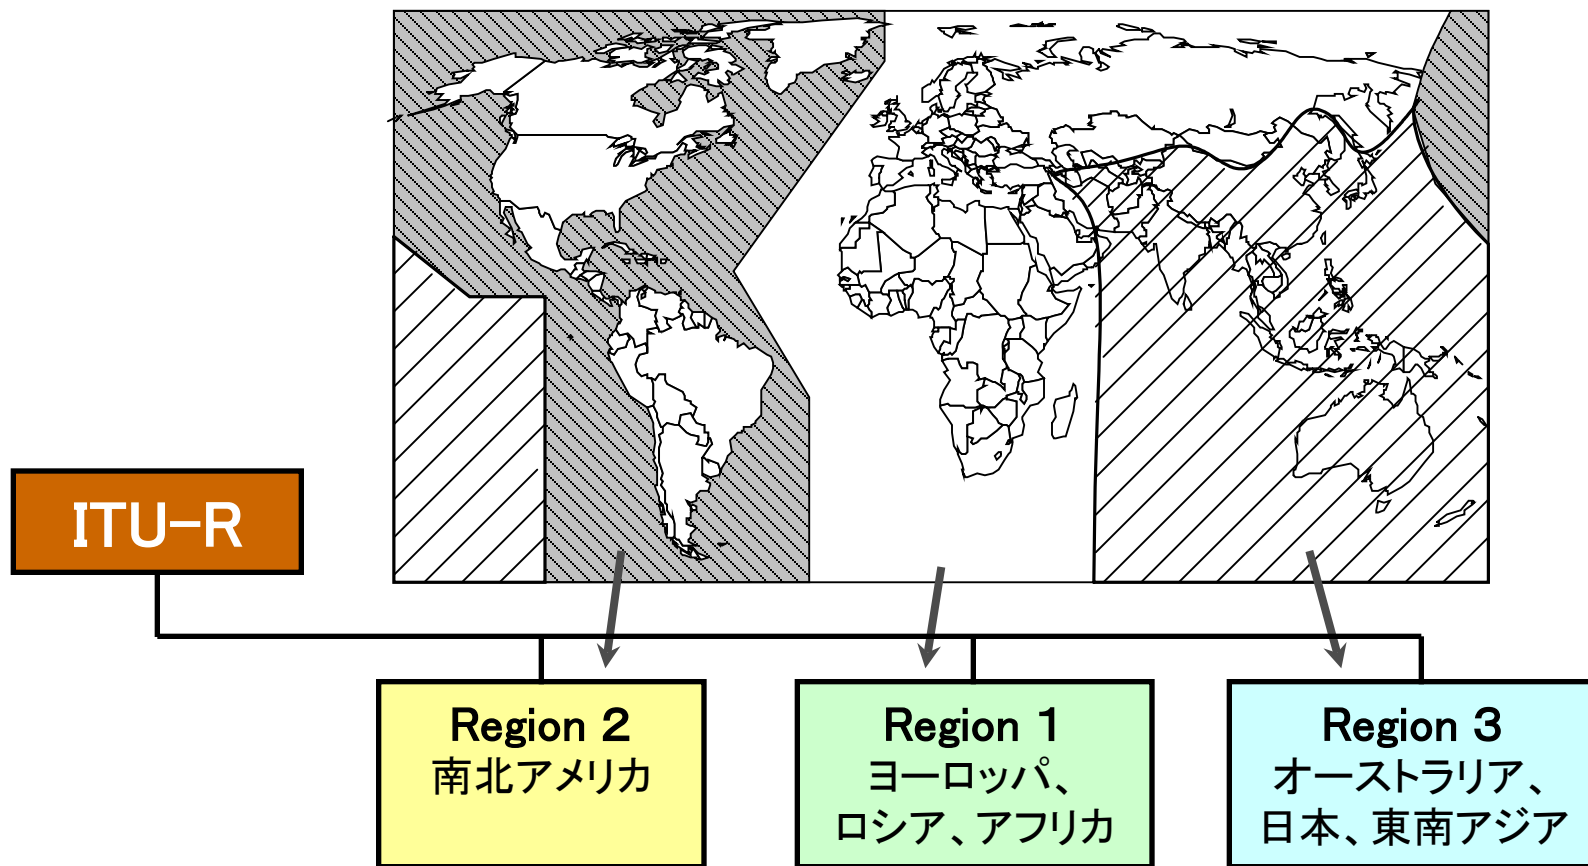 ITU-R
Region 2
南北アメリカ
Region 1
ヨーロッパ、
ロシア、アフリカ
Region 3
オーストラリア、
日本、東南アジア